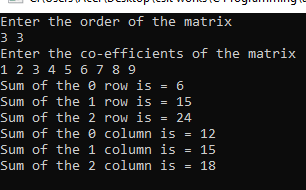 Enter the order of the matrix
3 3
Enter the co-efficients of the matrix
1 2 3 4 5 6 7 8 9
Sum of the 0 row is = 6
Sum of the 1 row is = 15
Sum of the 2 row is = 24
Sum of the 0 column is = 12
Sum of the 1 column is = 15
Sum of the 2 column is = 18